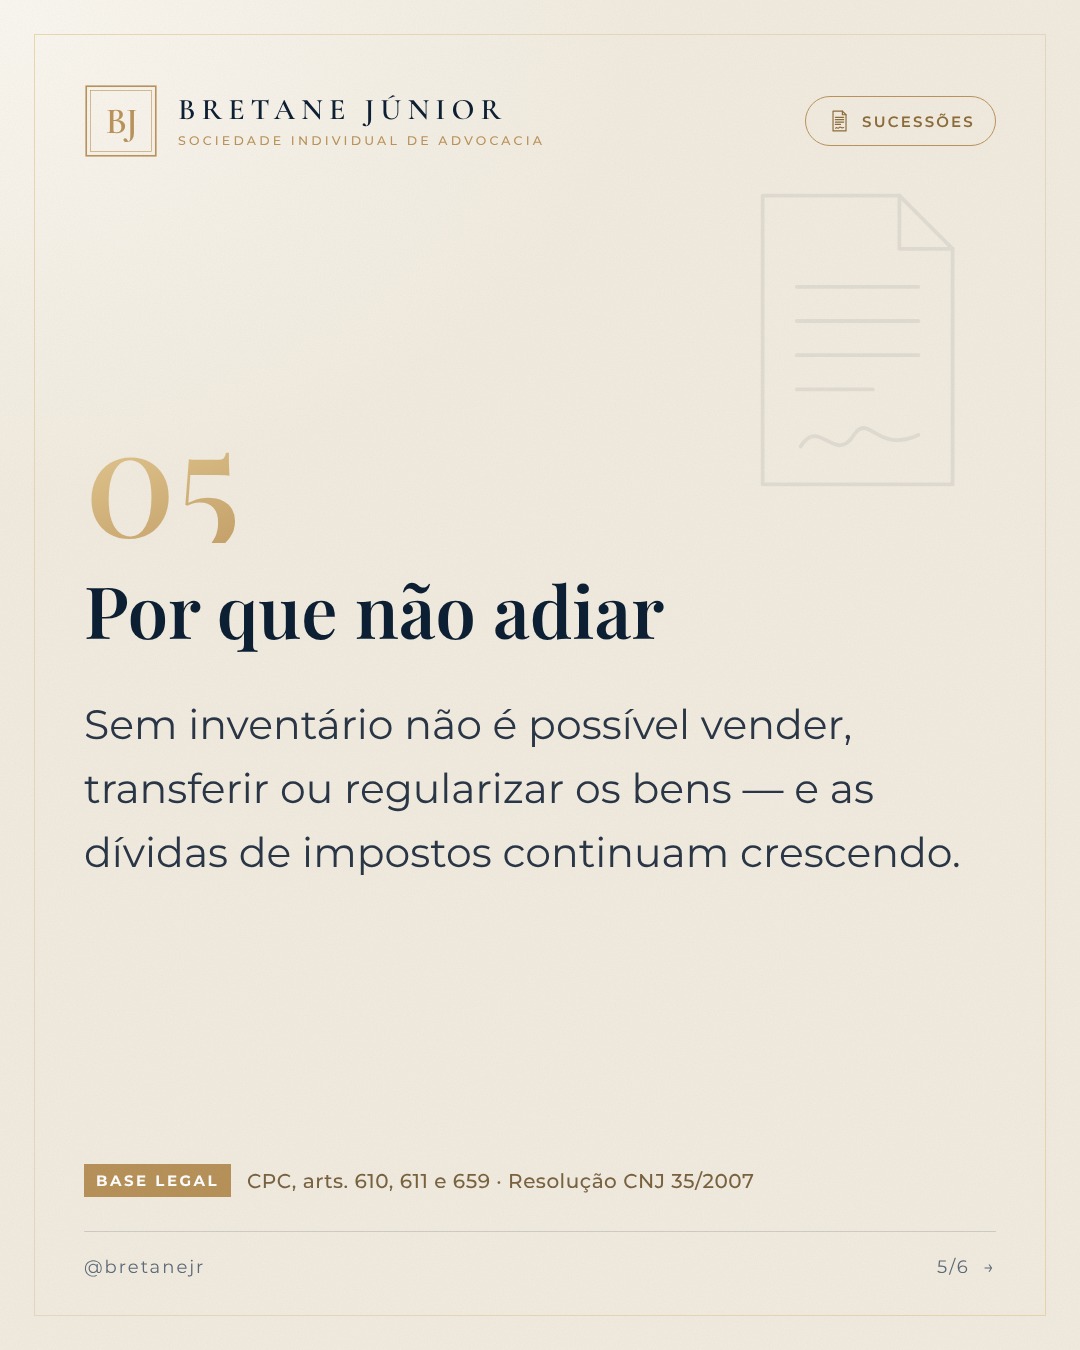 BJ
BRETANE JÚNIOR
SOCIEDADE INDIVIDUAL DE ADVOCACIA
SUCESSÕES
05
Por que não adiar
Sem inventário não é possível vender,
transferir ou regularizar os bens — e as
dívidas de impostos continuam crescendo.
BASE LEGAL CPC, arts. 610, 611 e 659 · Resolução CNJ 35/2007
@bretanejr
5/6 →